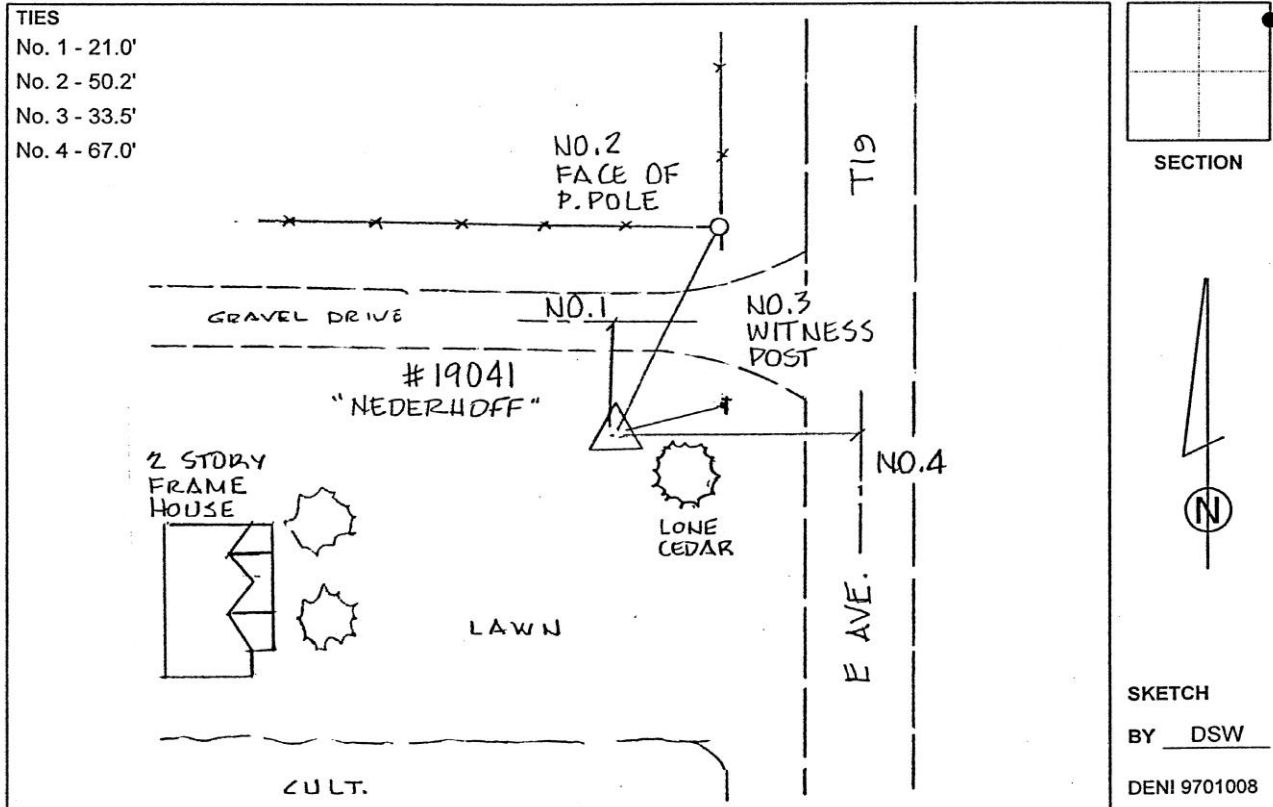 TIES
No. 1 - 21.0'
No. 2 - 50.2'
No. 3 - 33.5'
No. 4 - 67.0'
NO.2
FACE OF
P.POLE
T19
SECTION
GRAVEL DRIVE
NO.1
NO.3
WITNESS
POST
#19041
"NEDERHOFF"
NO.4
2 STORY
FRAME
HOUSE
LONE
CEDAR
N
LAWN
E AVE.
CULT.
SKETCH
BY DSW
DENI 9701008